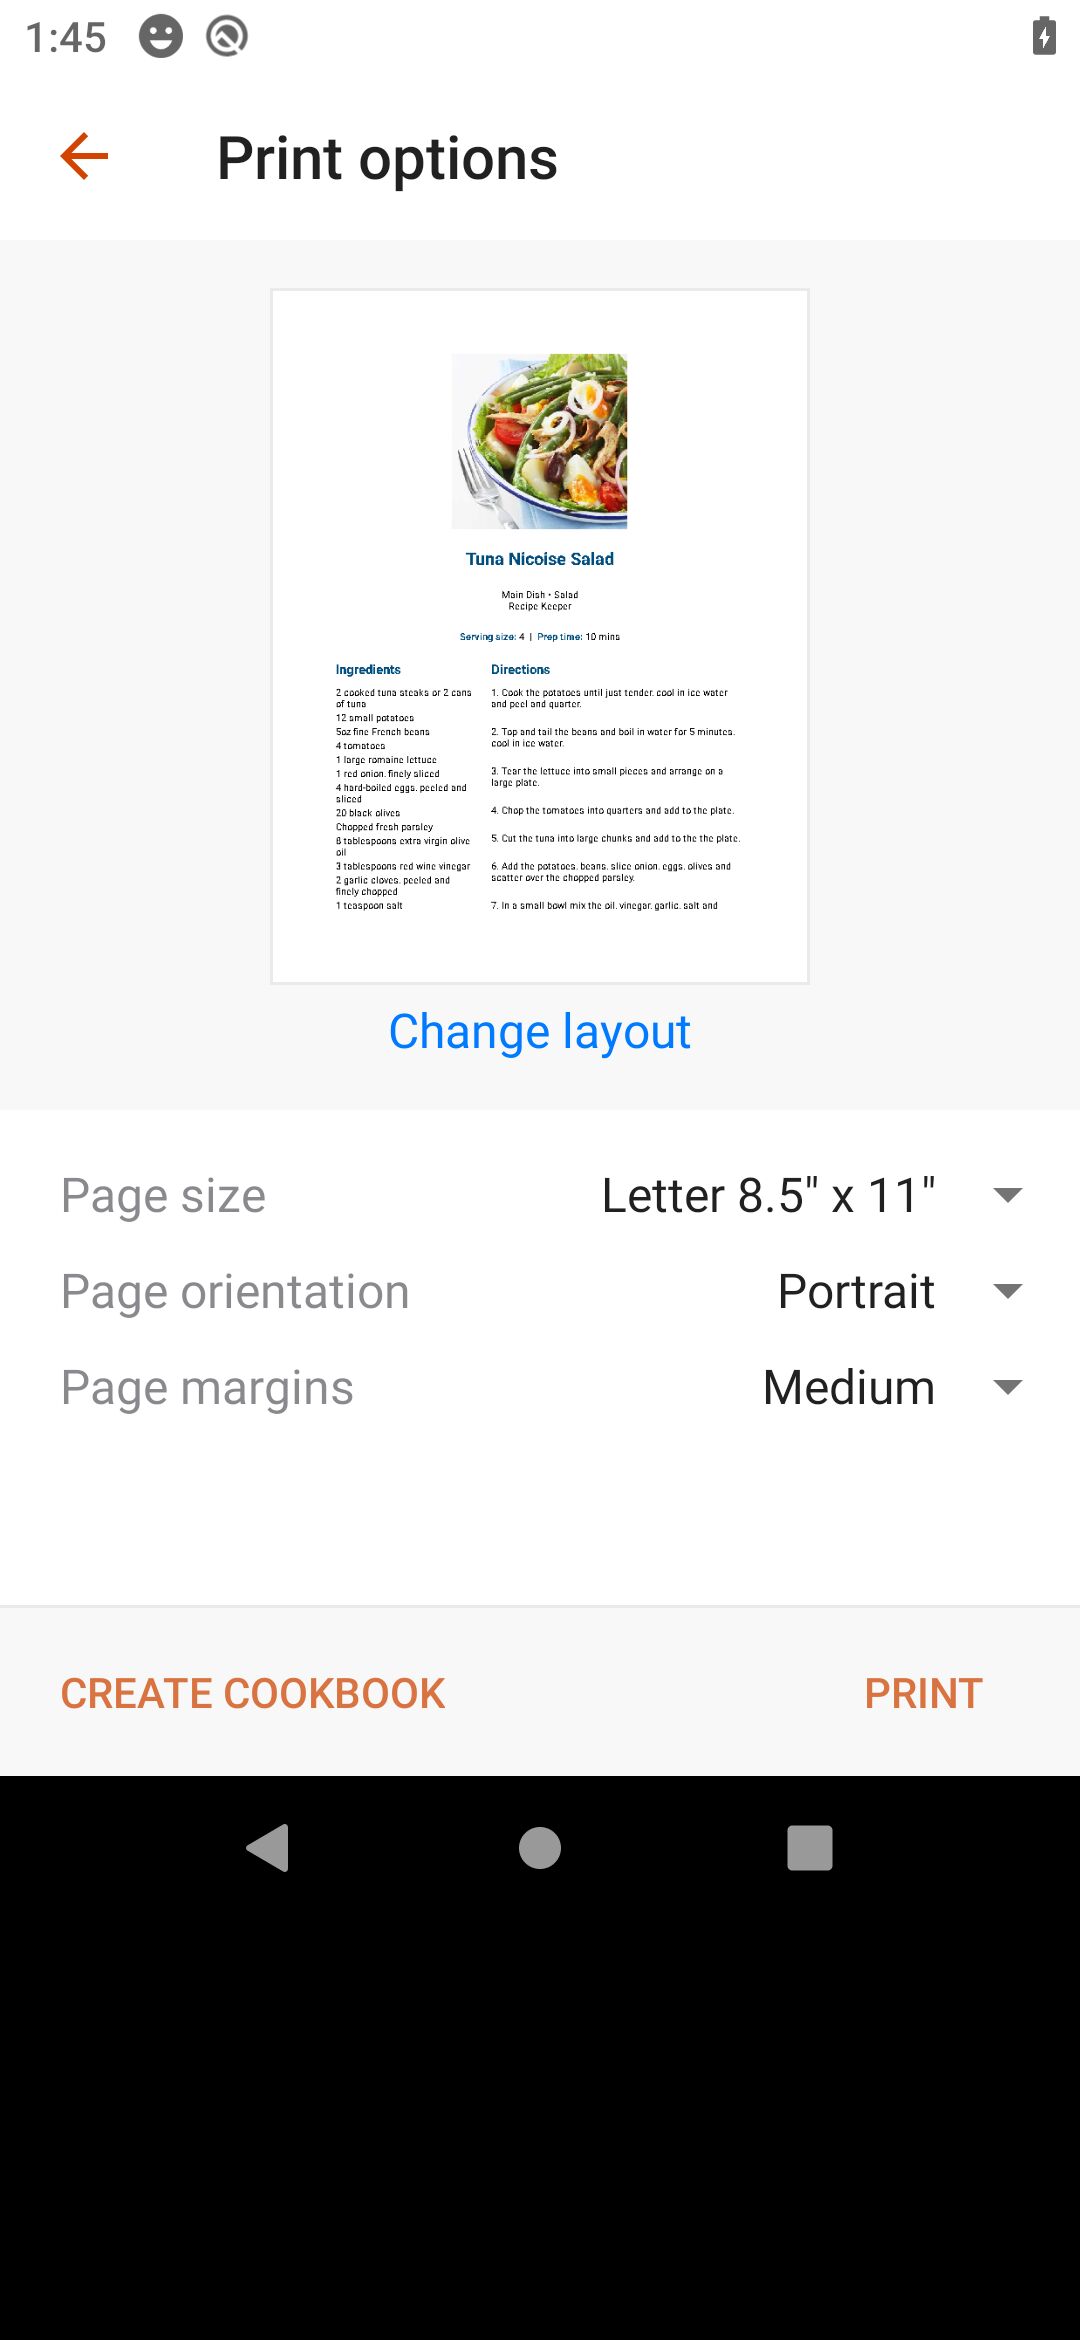 1:45
Print options
Tuna Nicoise Salad
Main Dish • Salad
Recipe Keeper
Serving size: 4 | Prep time: 10 mins
Ingredients
2 cooked tuna steaks or 2 cans
of tuna
12 small potatoes
5oz fine French beans
4 tomatoes
1 large romaine lettuce
1 red onion, finely sliced
4 hard-boiled eggs, peeled and
sliced
20 black olives
Chopped fresh parsley
6 tablespoons extra virgin olive
oil
3 tablespoons red wine vinegar
2 garlic cloves, peeled and
finely chopped
1 teaspoon salt
Directions
1. Cook the potatoes until just tender, cool in ice water
and peel and quarter.
2. Top and tail the beans and boil in water for 5 minutes,
cool in ice water.
3. Tear the lettuce into small pieces and arrange on a
large plate.
4. Chop the tomatoes into quarters and add to the plate.
5. Cut the tuna into large chunks and add to the the plate.
6. Add the potatoes, beans, slice onion, eggs, olives and
scatter over the chopped parsley.
7. In a small bowl mix the oil, vinegar, garlic, salt and
Change layout
Page size Letter 8.5" x 11"
Page orientation Portrait
Page margins Medium
CREATE COOKBOOK PRINT